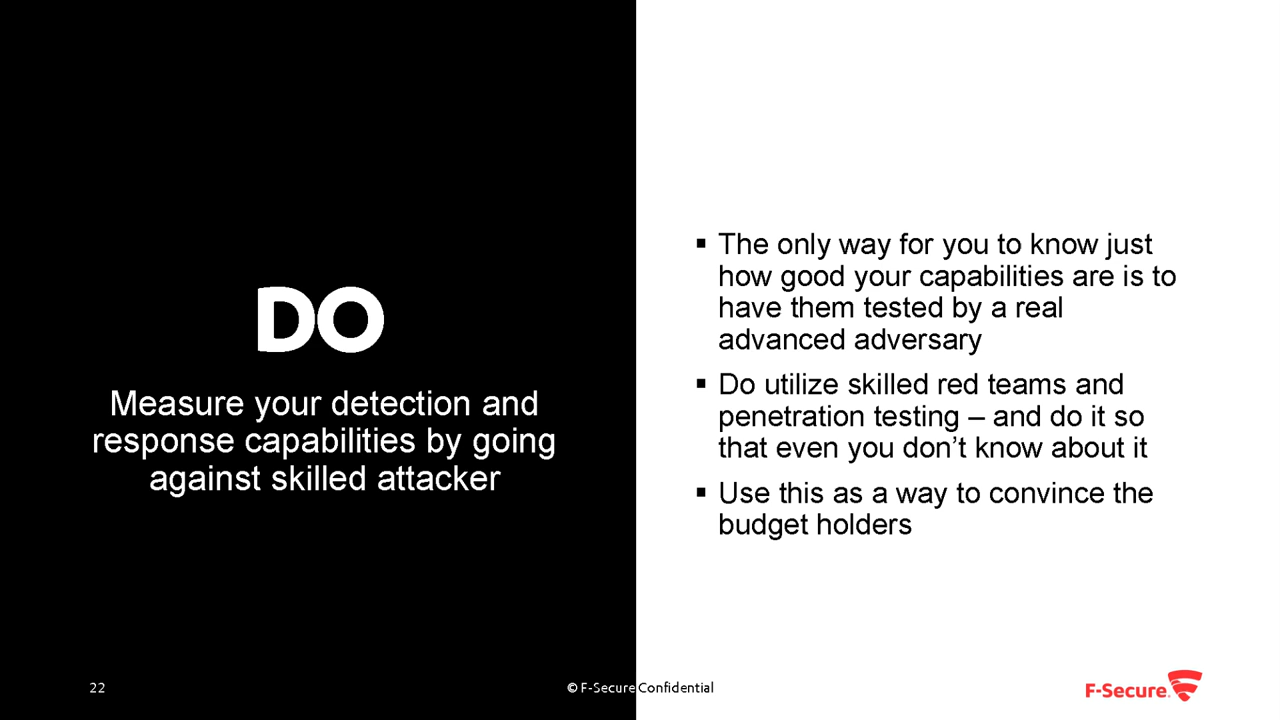 DO
Measure your detection and
response capabilities by going
against skilled attacker
▪ The only way for you to know just
how good your capabilities are is to
have them tested by a real
advanced adversary
▪ Do utilize skilled red teams and
penetration testing – and do it so
that even you don’t know about it
▪ Use this as a way to convince the
budget holders
22
© F-Secure Confidential
F-Secure.